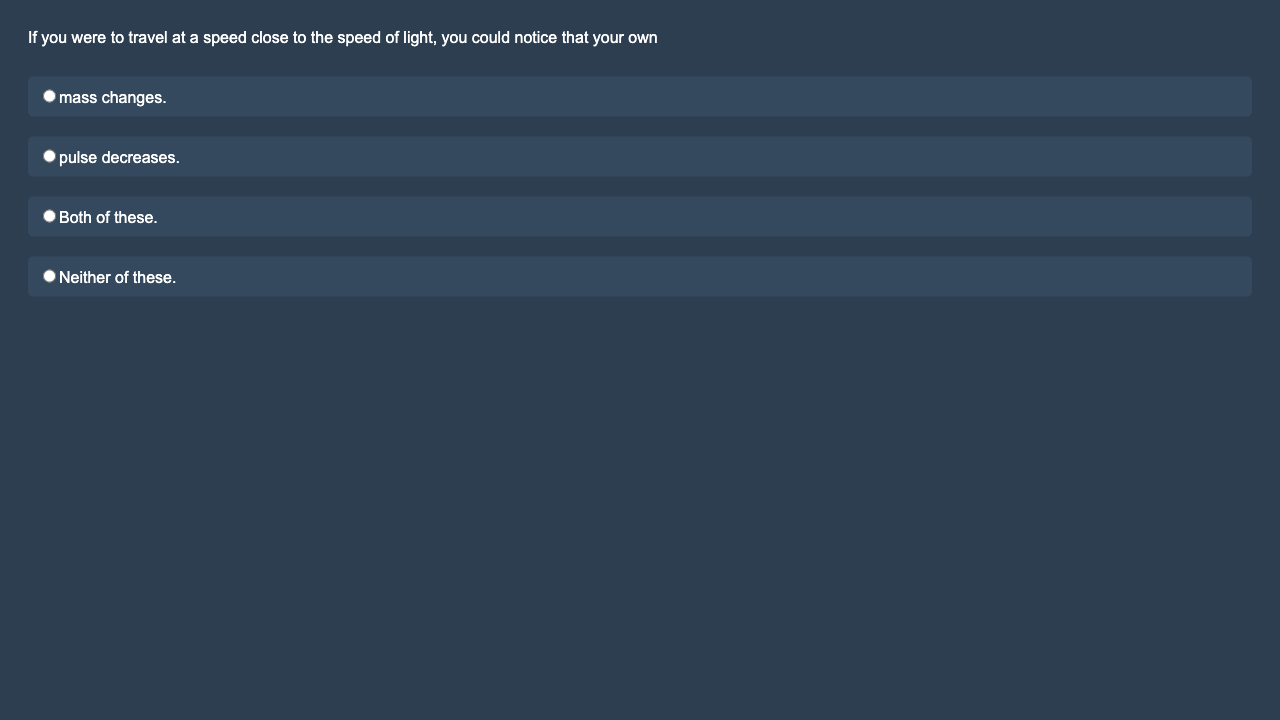 If you were to travel at a speed close to the speed of light, you could notice that your own
mass changes.
pulse decreases.
Both of these.
Neither of these.